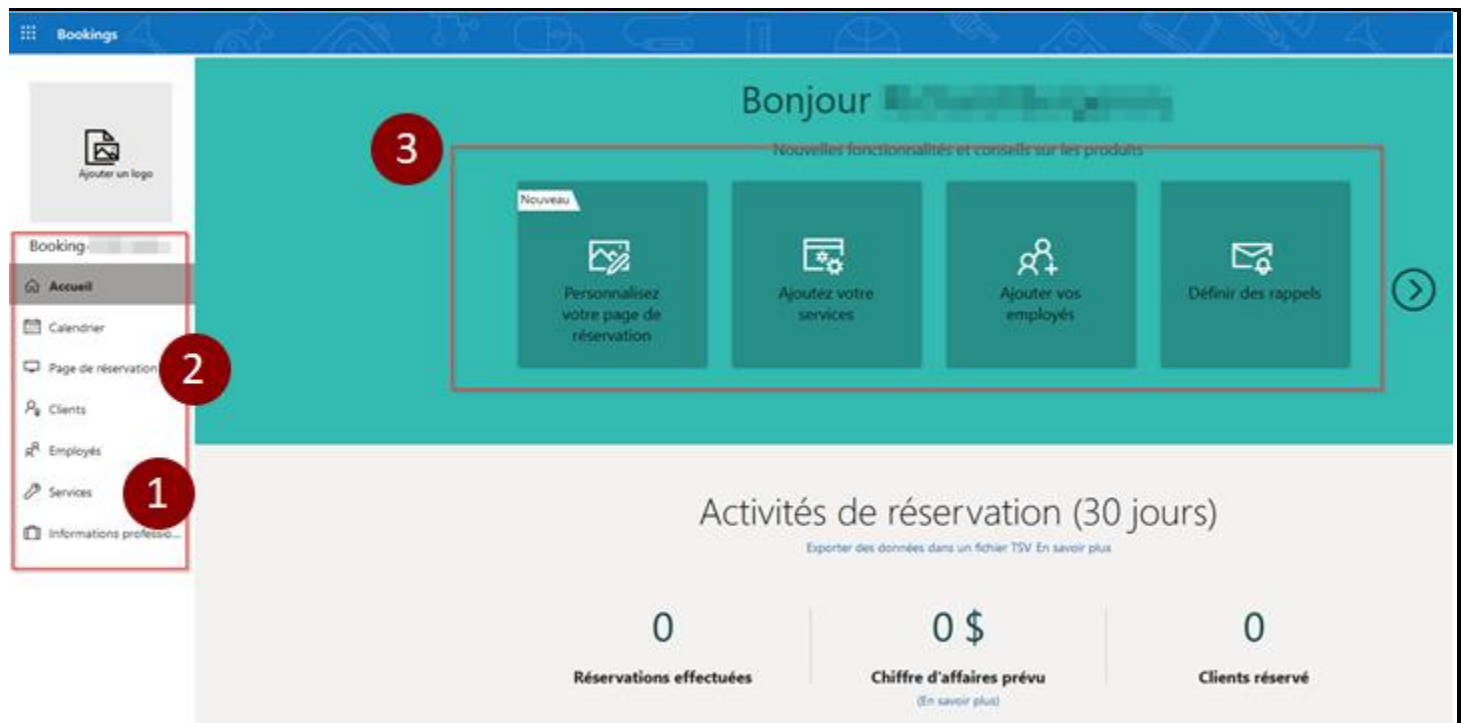 Bookings
Ajouter un logo
Booking-
Accueil
Calendrier
Page de réservation
Clients
Employés
Services
Informations professio...
1
2
3
Bonjour
Nouvelles fonctionnalités et conseils sur les produits
Nouveau
Personnalisez
votre page de
réservation
Ajoutez votre
services
Ajouter vos
employés
Définir des rappels
Activités de réservation (30 jours)
Exporter des données dans un fichier TSV En savoir plus
0
Réservations effectuées
0 $
Chiffre d'affaires prévu
(En savoir plus)
0
Clients réservé